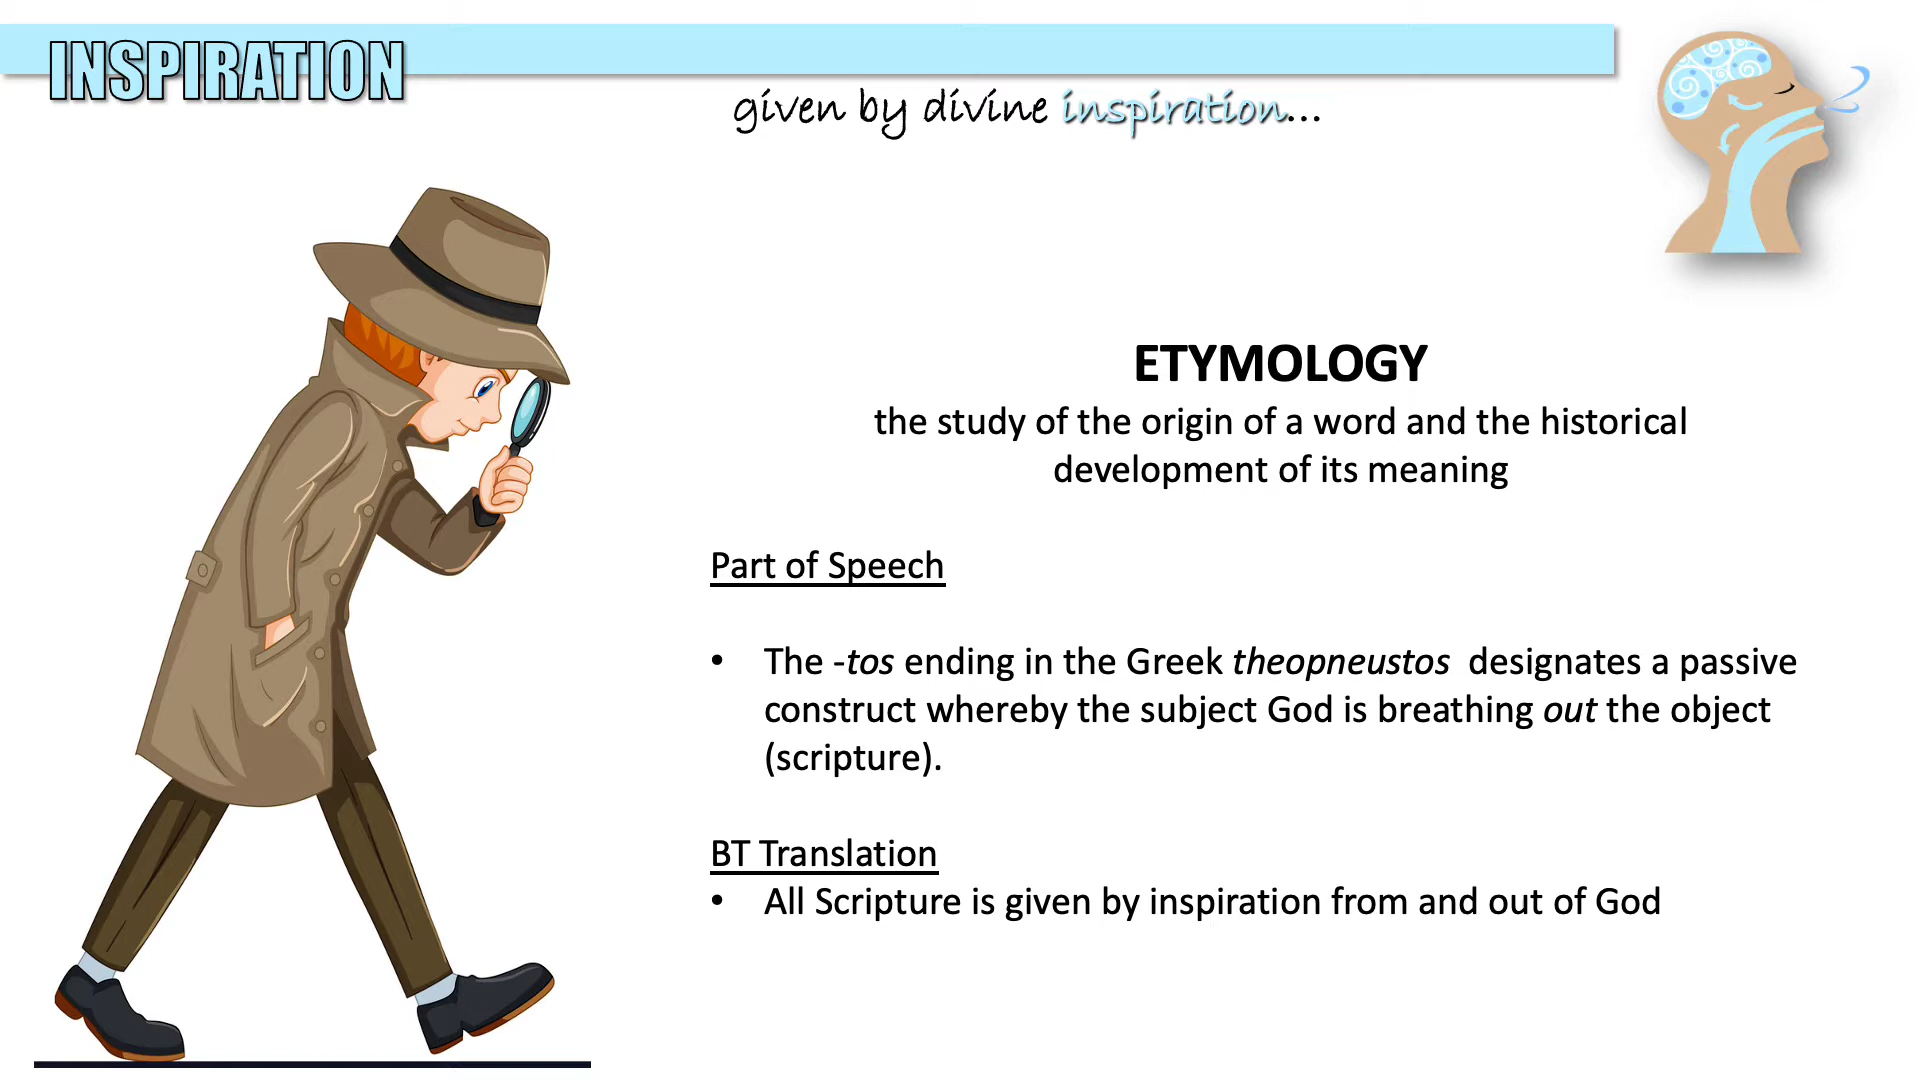 INSPIRATION
given by divine inspiration...
ETYMOLOGY
the study of the origin of a word and the historical
development of its meaning
Part of Speech
• The -tos ending in the Greek theopneustos designates a passive
construct whereby the subject God is breathing out the object
(scripture).
BT Translation
• All Scripture is given by inspiration from and out of God